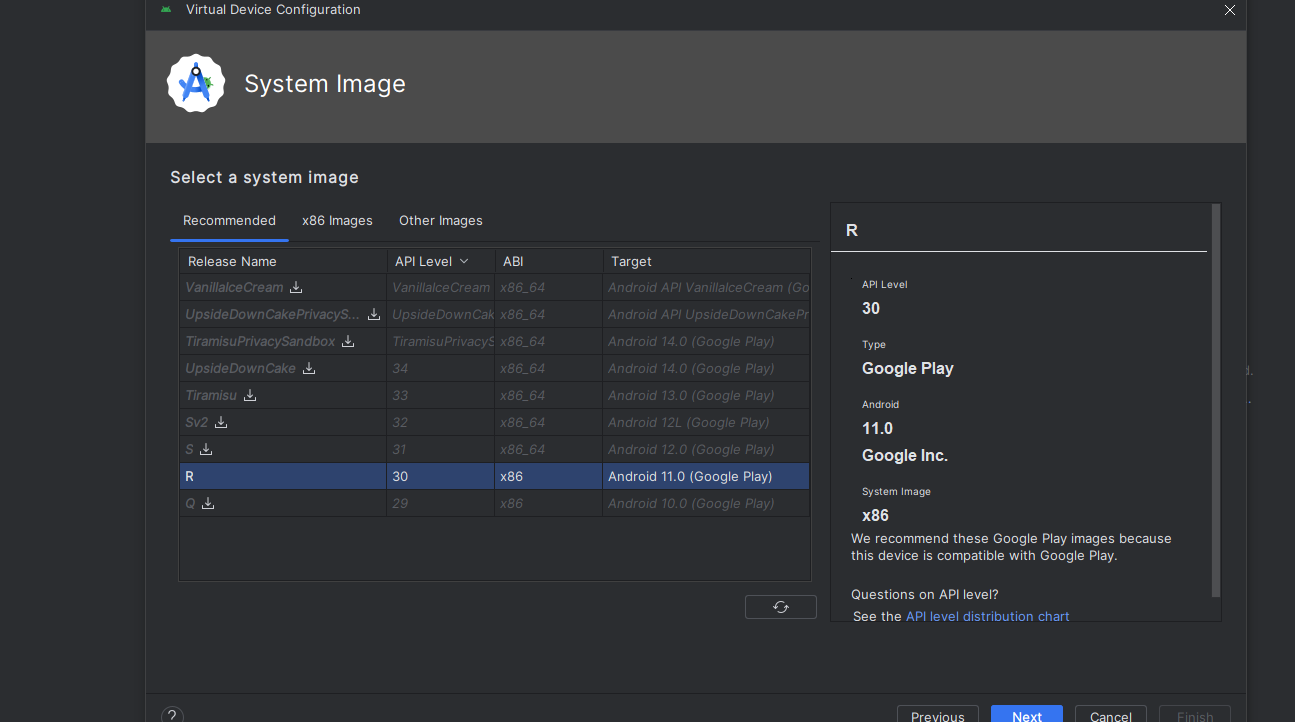 Virtual Device Configuration
System Image
Select a system image
Recommended x86 Images Other Images
Release Name API Level ABI Target
VanillaIceCream VanillaIceCream x86_64 Android API VanillaIceCream (Go
UpsideDownCakePrivacyS... UpsideDownCak x86_64 Android API UpsideDownCakePr
TiramisuPrivacySandbox TiramisuPrivacyS x86_64 Android 14.0 (Google Play)
UpsideDownCake 34 x86_64 Android 14.0 (Google Play)
Tiramisu 33 x86_64 Android 13.0 (Google Play)
Sv2 32 x86_64 Android 12L (Google Play)
S 31 x86_64 Android 12.0 (Google Play)
R 30 x86 Android 11.0 (Google Play)
Q 29 x86 Android 10.0 (Google Play)
R
API Level
30
Type
Google Play
Android
11.0
Google Inc.
System Image
x86
We recommend these Google Play images because
this device is compatible with Google Play.
Questions on API level?
See the API level distribution chart
d.
? Previous Next Cancel Finish